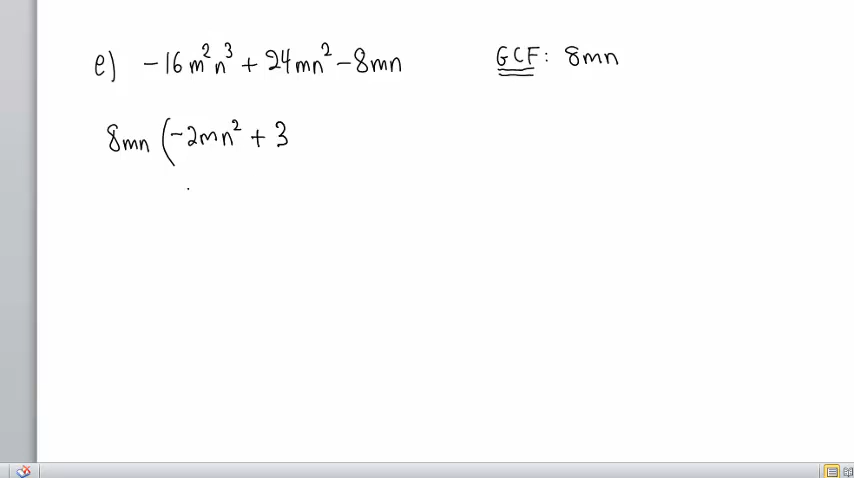 e) -16m²n³ + 24mn² - 8mn
GCF: 8mn
8mn (-2mn² + 3